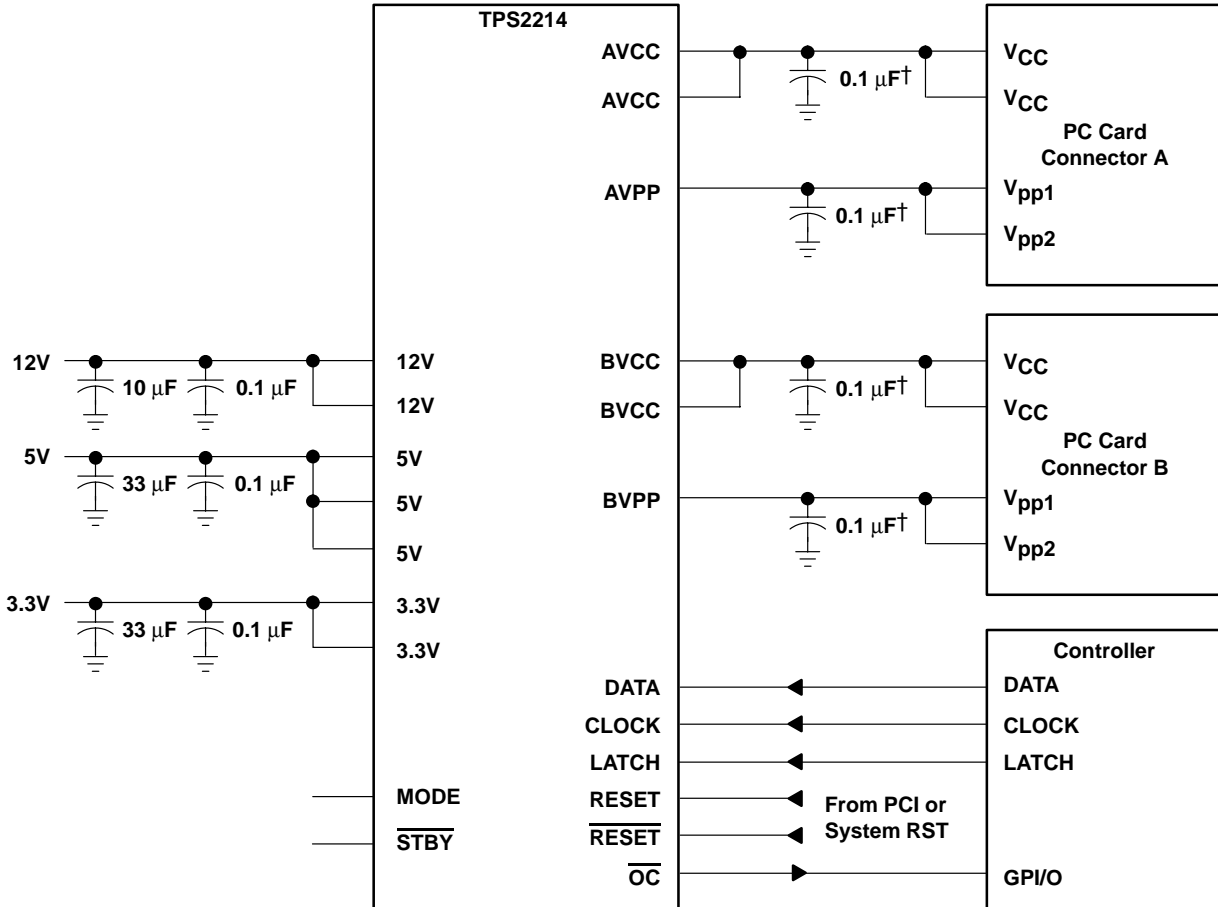 TPS2214
AVCC
AVCC
AVPP
12V
12V
12V
10 μF
0.1 μF
5V
5V
5V
5V
33 μF
0.1 μF
3.3V
3.3V
3.3V
33 μF
0.1 μF
MODE
STBY
BVCC
BVCC
BVPP
DATA
CLOCK
LATCH
RESET
RESET
OC
0.1 μF†
0.1 μF†
0.1 μF†
0.1 μF†
From PCI or
System RST
VCC
VCC
PC Card
Connector A
Vpp1
Vpp2
VCC
VCC
PC Card
Connector B
Vpp1
Vpp2
Controller
DATA
CLOCK
LATCH
GPI/O